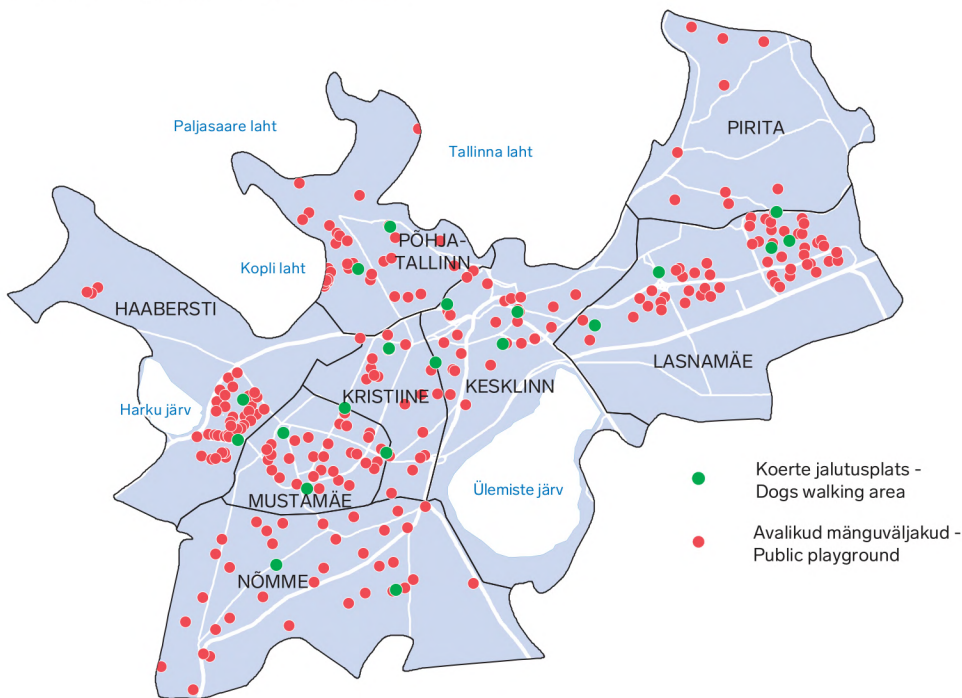 PIRITA
Paljasaare laht
Tallinna laht
PÕHJA-
TALLINN
Kopli laht
HAABERSTI
LASNAMÄE
KESKLINN
KRISTIINE
Harku järv
Ülemiste järv
MUSTAMÄE
NÕMME
Koerte jalutusplats -
Dogs walking area
Avalikud mänguväljakud -
Public playground